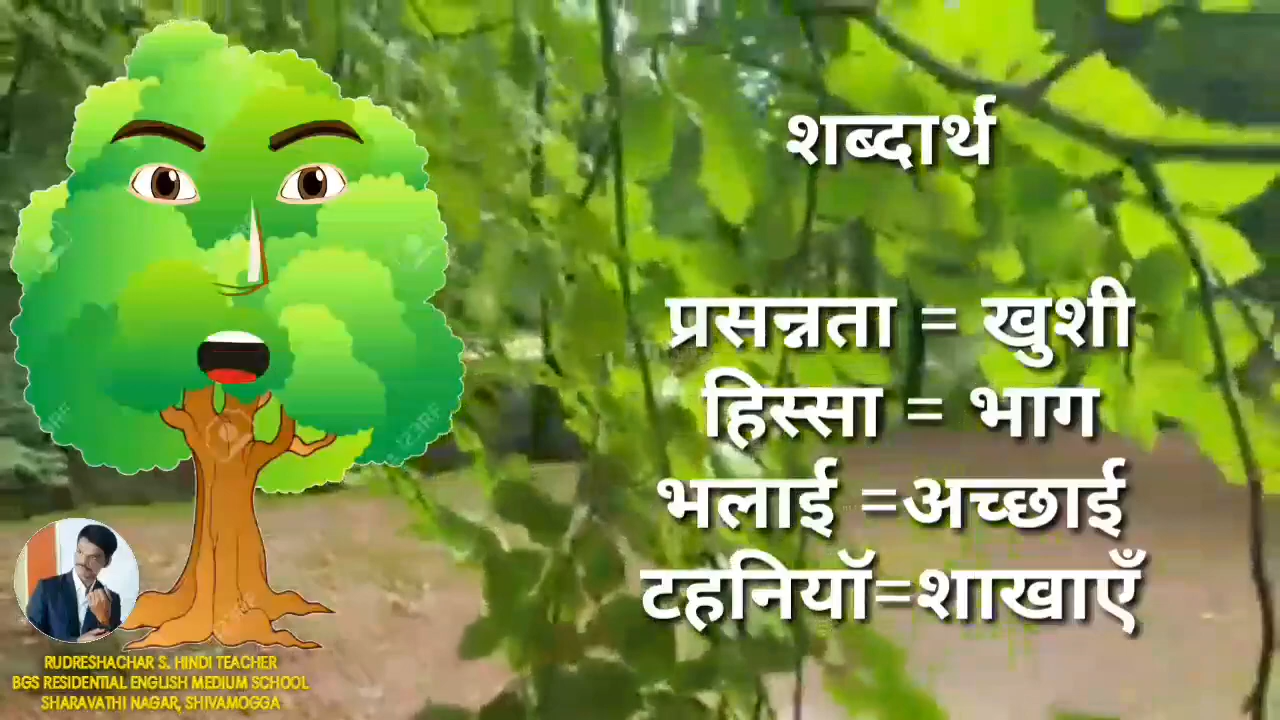 शब्दार्थ
प्रसन्नता = खुशी
हिस्सा = भाग
भलाई =अच्छाई
टहनियॉ=शाखाएँ
RUDRESHACHAR S. HINDI TEACHER
BGS RESIDENTIAL ENGLISH MEDIUM SCHOOL
SHARAVATHI NAGAR, SHIVAMOGGA